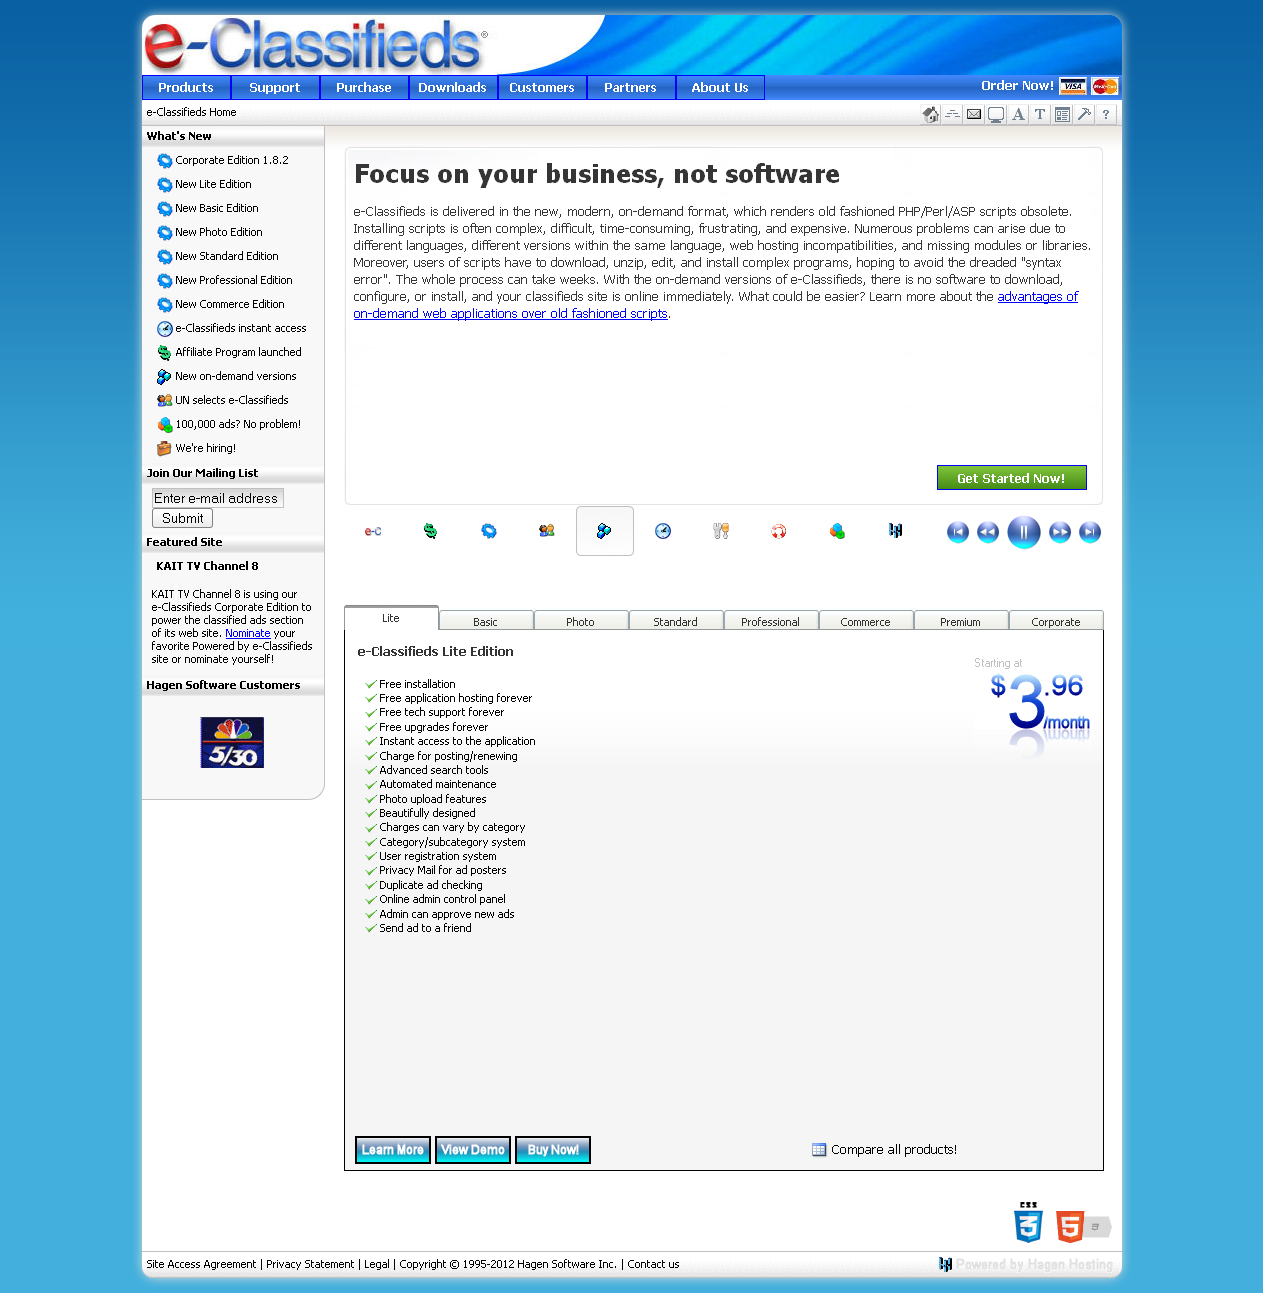 e-Classifieds®
Products Support Purchase Downloads Customers Partners About Us Order Now! VISA MasterCard
e-Classifieds Home
A T ?
What's New
Corporate Edition 1.8.2
New Lite Edition
New Basic Edition
New Photo Edition
New Standard Edition
New Professional Edition
New Commerce Edition
e-Classifieds instant access
Affiliate Program launched
New on-demand versions
UN selects e-Classifieds
100,000 ads? No problem!
We're hiring!
Join Our Mailing List
Enter e-mail address
Submit
Featured Site
KAIT TV Channel 8
KAIT TV Channel 8 is using our
e-Classifieds Corporate Edition to
power the classified ads section
of its web site. Nominate your
favorite Powered by e-Classifieds
site or nominate yourself!
Hagen Software Customers
5/30
Focus on your business, not software
e-Classifieds is delivered in the new, modern, on-demand format, which renders old fashioned PHP/Perl/ASP scripts obsolete.
Installing scripts is often complex, difficult, time-consuming, frustrating, and expensive. Numerous problems can arise due to
different languages, different versions within the same language, web hosting incompatibilities, and missing modules or libraries.
Moreover, users of scripts have to download, unzip, edit, and install complex programs, hoping to avoid the dreaded "syntax
error". The whole process can take weeks. With the on-demand versions of e-Classifieds, there is no software to download,
configure, or install, and your classifieds site is online immediately. What could be easier? Learn more about the advantages of
on-demand web applications over old fashioned scripts.
Get Started Now!
e-C
Lite Basic Photo Standard Professional Commerce Premium Corporate
e-Classifieds Lite Edition
Starting at
$3.96/month
Free installation
Free application hosting forever
Free tech support forever
Free upgrades forever
Instant access to the application
Charge for posting/renewing
Advanced search tools
Automated maintenance
Photo upload features
Beautifully designed
Charges can vary by category
Category/subcategory system
User registration system
Privacy Mail for ad posters
Duplicate ad checking
Online admin control panel
Admin can approve new ads
Send ad to a friend
Learn More View Demo Buy Now! Compare all products!
CSS
3 5
Site Access Agreement | Privacy Statement | Legal | Copyright © 1995-2012 Hagen Software Inc. | Contact us Powered by Hagen Hosting